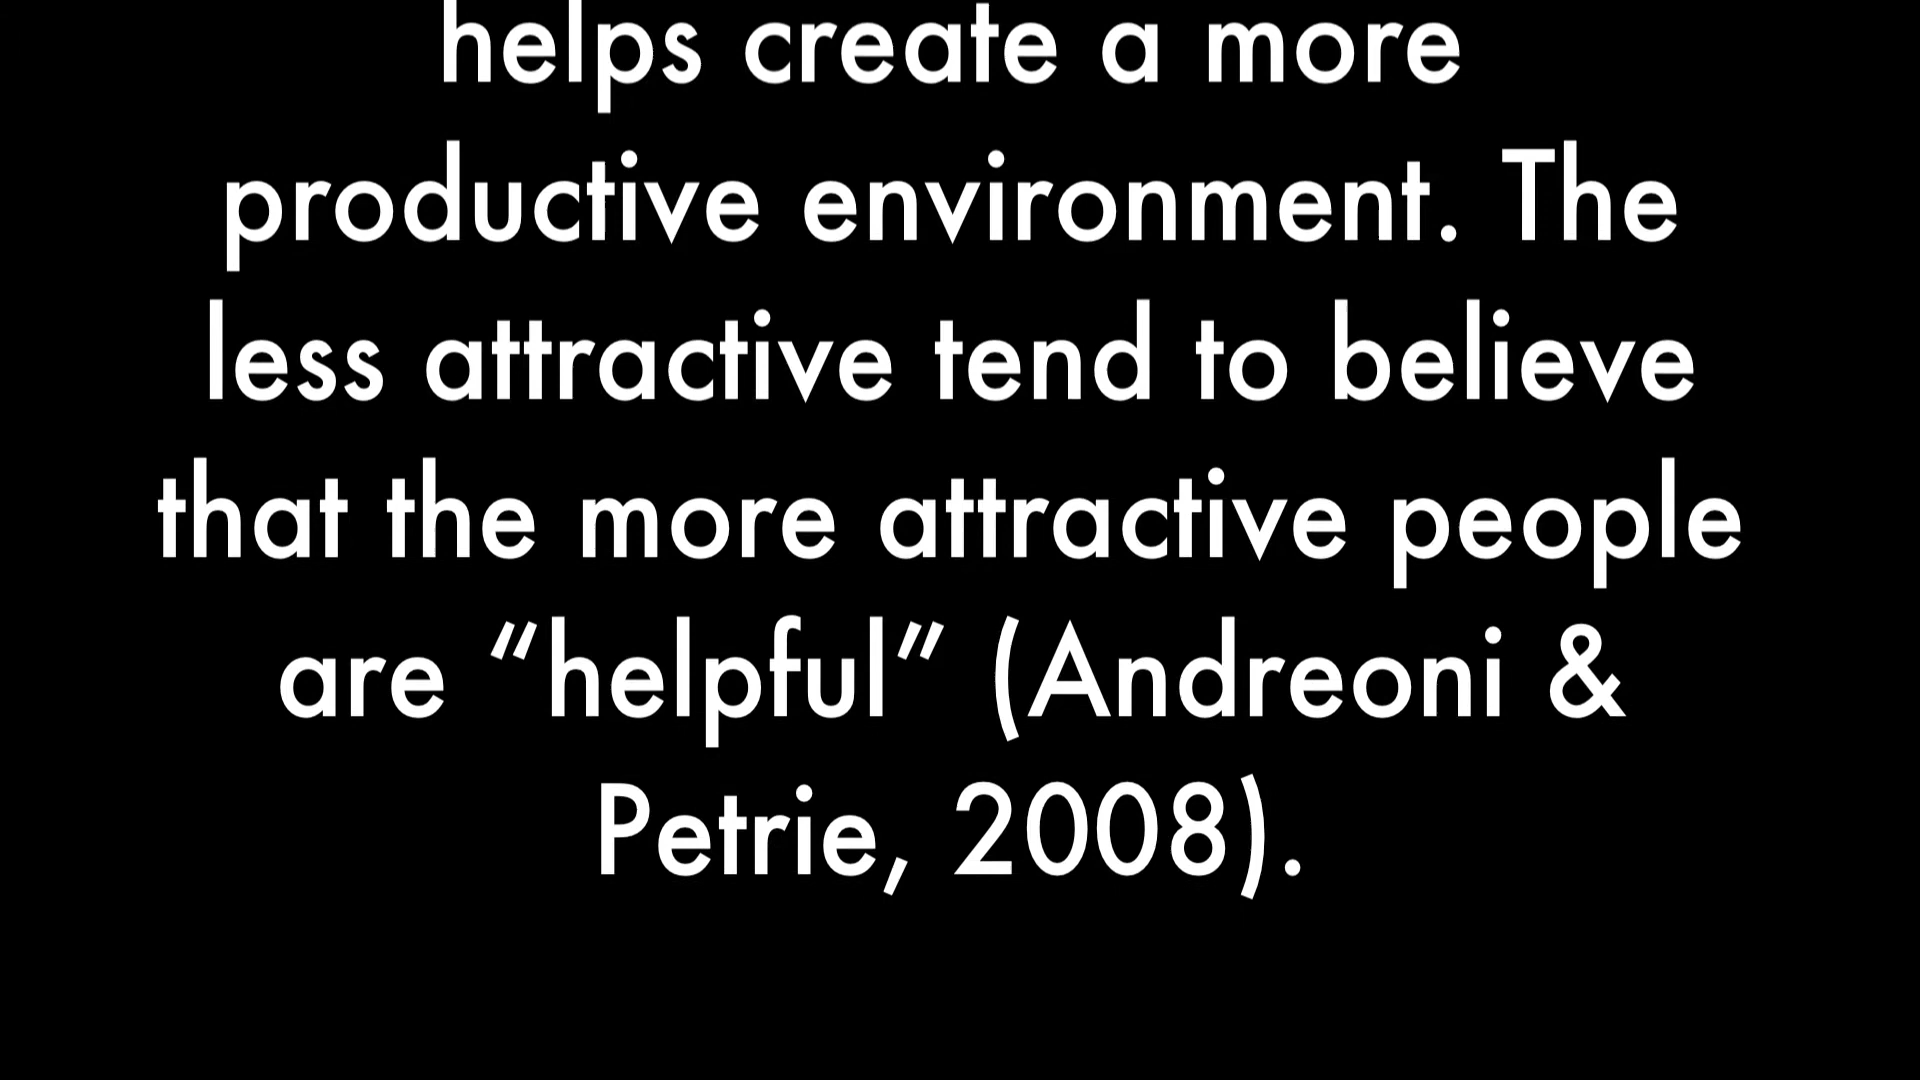 helps create a more
productive environment. The
less attractive tend to believe
that the more attractive people
are “helpful” (Andreoni &
Petrie, 2008).